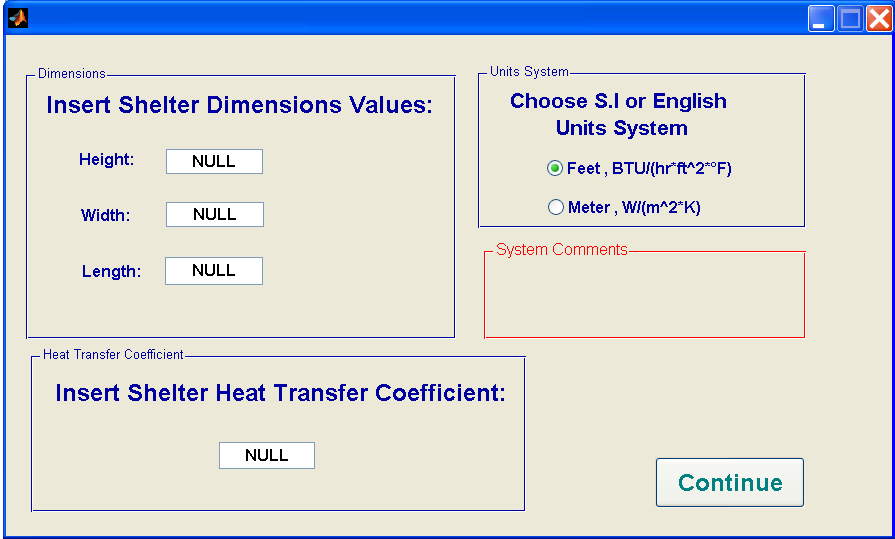 Dimensions
Insert Shelter Dimensions Values:
Height: NULL
Width: NULL
Length: NULL
Units System
Choose S.I or English
Units System
Feet , BTU/(hr*ft^2*°F)
Meter , W/(m^2*K)
System Comments
Heat Transfer Coefficient
Insert Shelter Heat Transfer Coefficient:
NULL
Continue